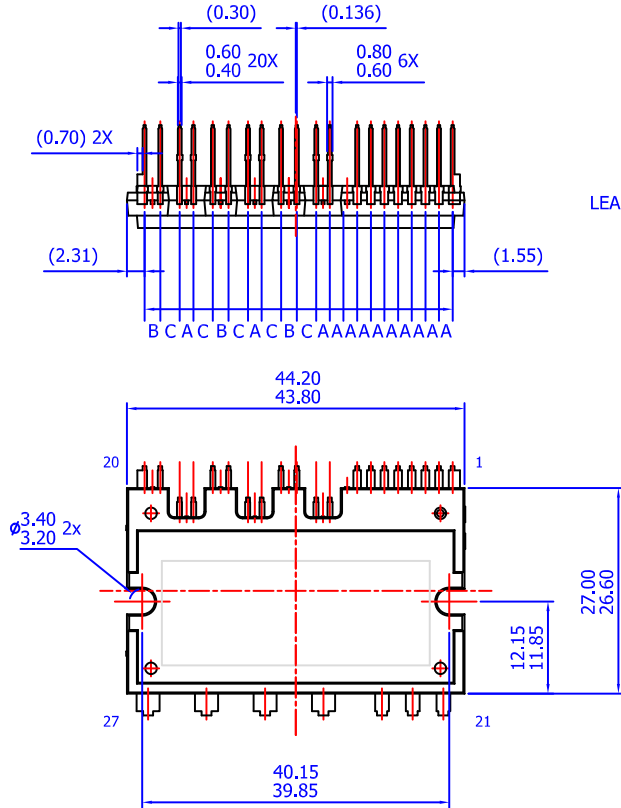 (0.30)
(0.136)
0.60
0.40 20X
0.80
0.60 6X
(0.70) 2X
LEA
(2.31)
(1.55)
B C A C B C A C B C A A A A A A A A A A
44.20
43.80
20
1
ø3.40
3.20 2x
27.00
26.60
12.15
11.85
27
21
40.15
39.85